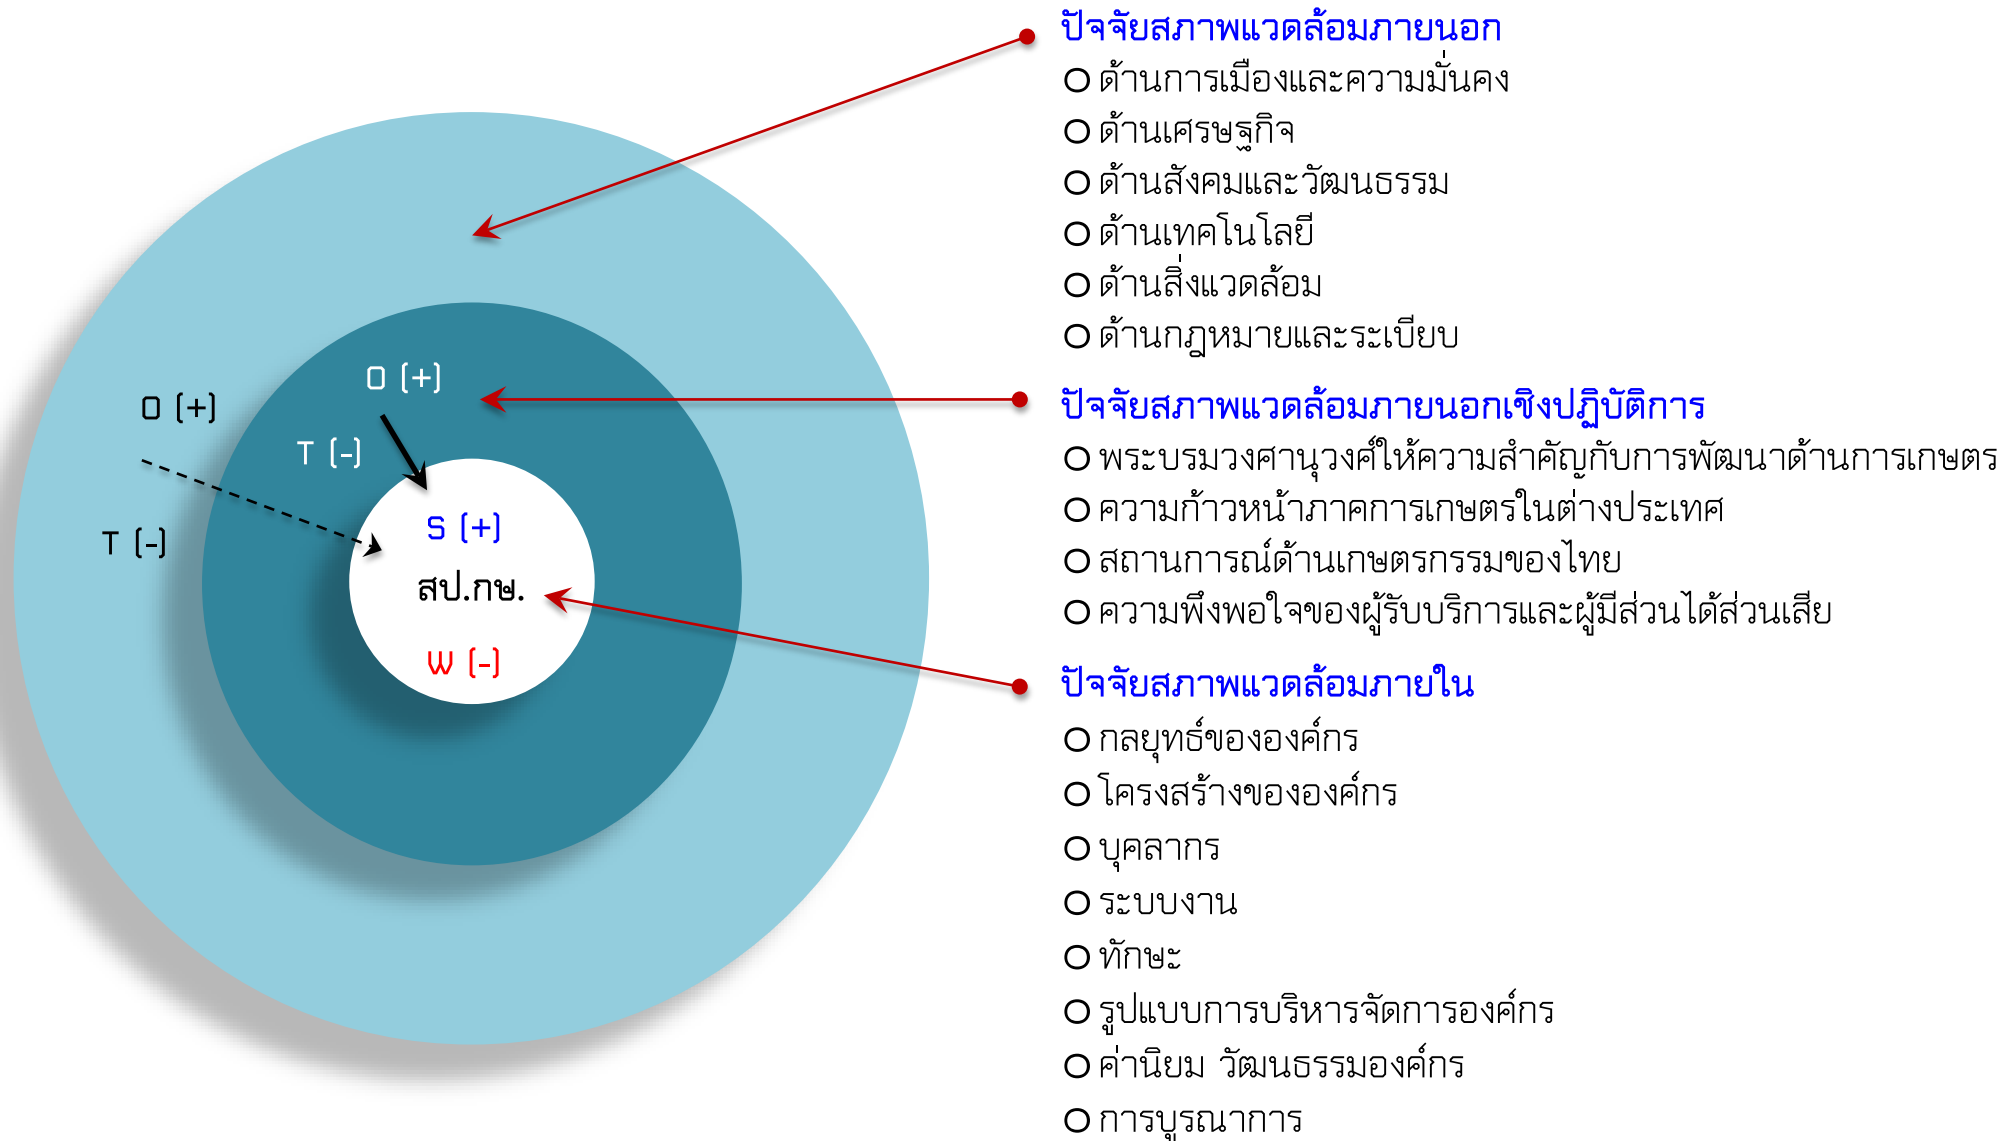 ปัจจัยสภาพแวดล้อมภายนอก
ด้านการเมืองและความมั่นคง
ด้านเศรษฐกิจ
ด้านสังคมและวัฒนธรรม
ด้านเทคโนโลยี
ด้านสิ่งแวดล้อม
ด้านกฎหมายและระเบียบ
ปัจจัยสภาพแวดล้อมภายนอกเชิงปฏิบัติการ
พระบรมวงศานุวงศ์ให้ความสำคัญกับการพัฒนาด้านการเกษตร
ความก้าวหน้าภาคการเกษตรในต่างประเทศ
สถานการณ์ด้านเกษตรกรรมของไทย
ความพึงพอใจของผู้รับบริการและผู้มีส่วนได้ส่วนเสีย
ปัจจัยสภาพแวดล้อมภายใน
กลยุทธ์ขององค์กร
โครงสร้างขององค์กร
บุคลากร
ระบบงาน
ทักษะ
รูปแบบการบริหารจัดการองค์กร
ค่านิยม วัฒนธรรมองค์กร
การบูรณาการ
O (+)
T (-)
O (+)
T (-)
S (+)
สป.กษ.
W (-)